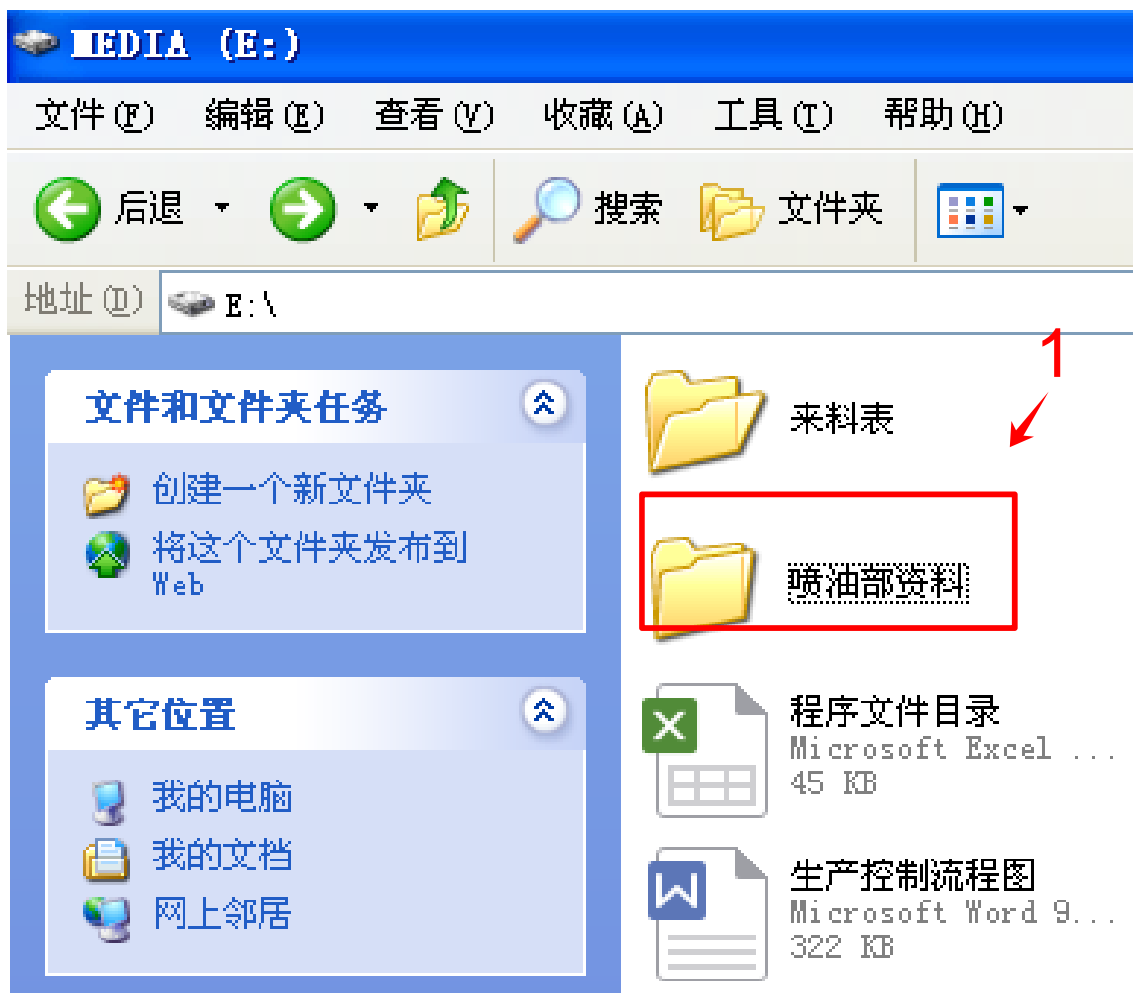 MEDIA (E:)
文件(F) 编辑(E) 查看(V) 收藏(A) 工具(T) 帮助(H)
后退 搜索 文件夹
地址(D) E:\
1
文件和文件夹任务
创建一个新文件夹
将这个文件夹发布到
Web
其它位置
我的电脑
我的文档
网上邻居
来料表
喷油部资料
程序文件目录
Microsoft Excel ...
45 KB
生产控制流程图
Microsoft Word 9...
322 KB